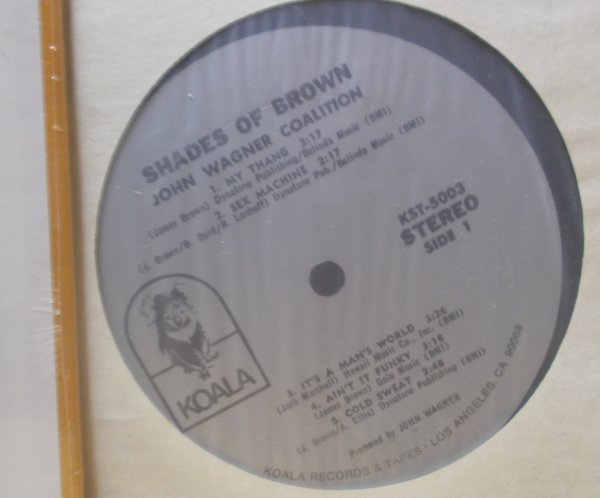 SHADES OF BROWN
JOHN WAGNER COALITION
1. MY THANG 3:17
(James Brown) Dynatone Publishing/Belinda Music (BMI)
2. SEX MACHINE 2:17
(J. Brown/B. Byrd/R. Lenhoff) Dynatone Pub./Belinda Music (BMI)
KST-5003
STEREO
SIDE 1
KOALA
3. IT'S A MAN'S WORLD 3:26
(Jack Marshall) Hawaii Music Co., Inc. (BMI)
4. AIN'T IT FUNKY 3:18
(James Brown) Golo Music (BMI)
5. COLD SWEAT 2:48
(J. Brown/A. Ellis) Dynatone Publishing (BMI)
Produced by JOHN WAGNER
KOALA RECORDS & TAPES - LOS ANGELES, CA 90069